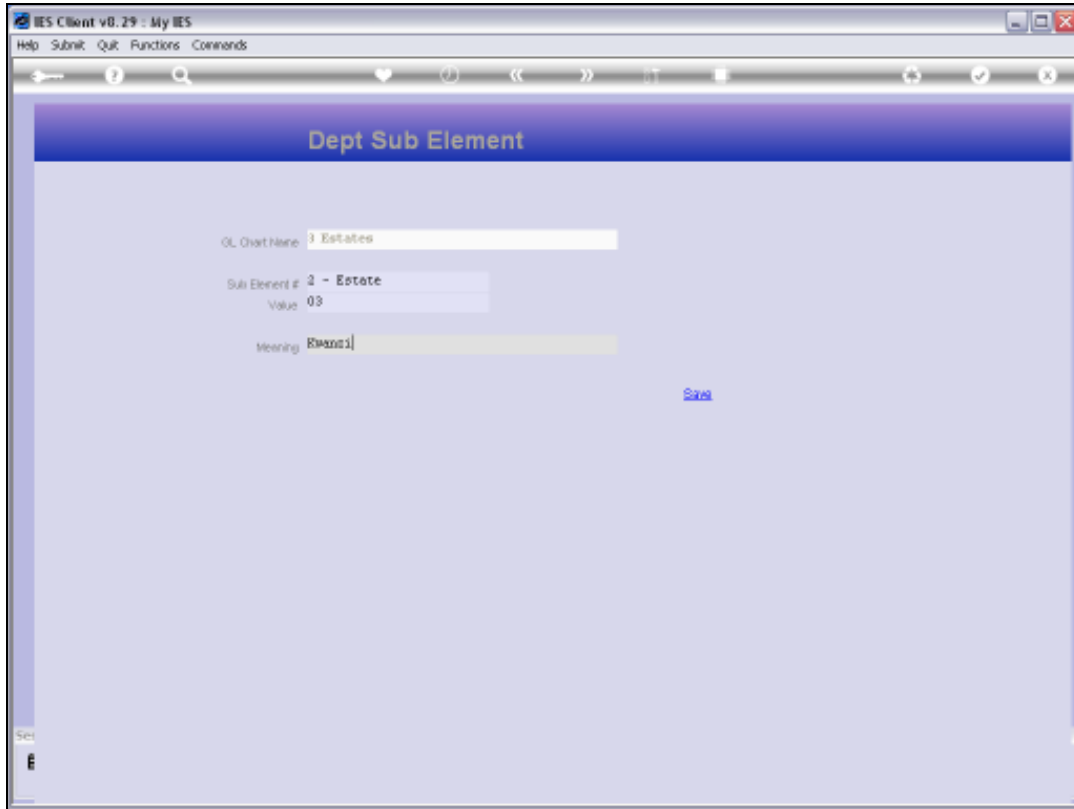 IES Client v8.29 : My IES
Help Submit Quit Functions Commands
Dept Sub Element
GL Chart Name 3 Estates
Sub Element # 2 - Estate
Value 03
Meaning Kwanzi
Save
Ses